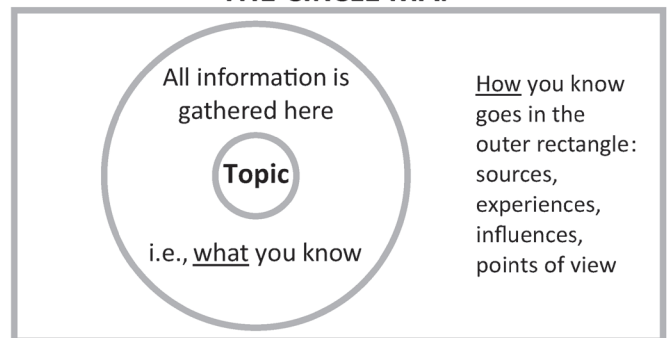 All information is
gathered here
Topic
i.e., what you know
How you know
goes in the
outer rectangle:
sources,
experiences,
influences,
points of view